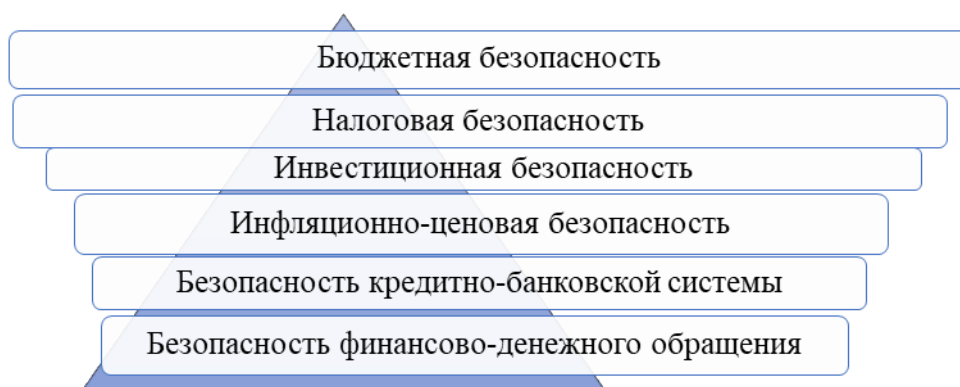 Бюджетная безопасность
Налоговая безопасность
Инвестиционная безопасность
Инфляционно-ценовая безопасность
Безопасность кредитно-банковской системы
Безопасность финансово-денежного обращения